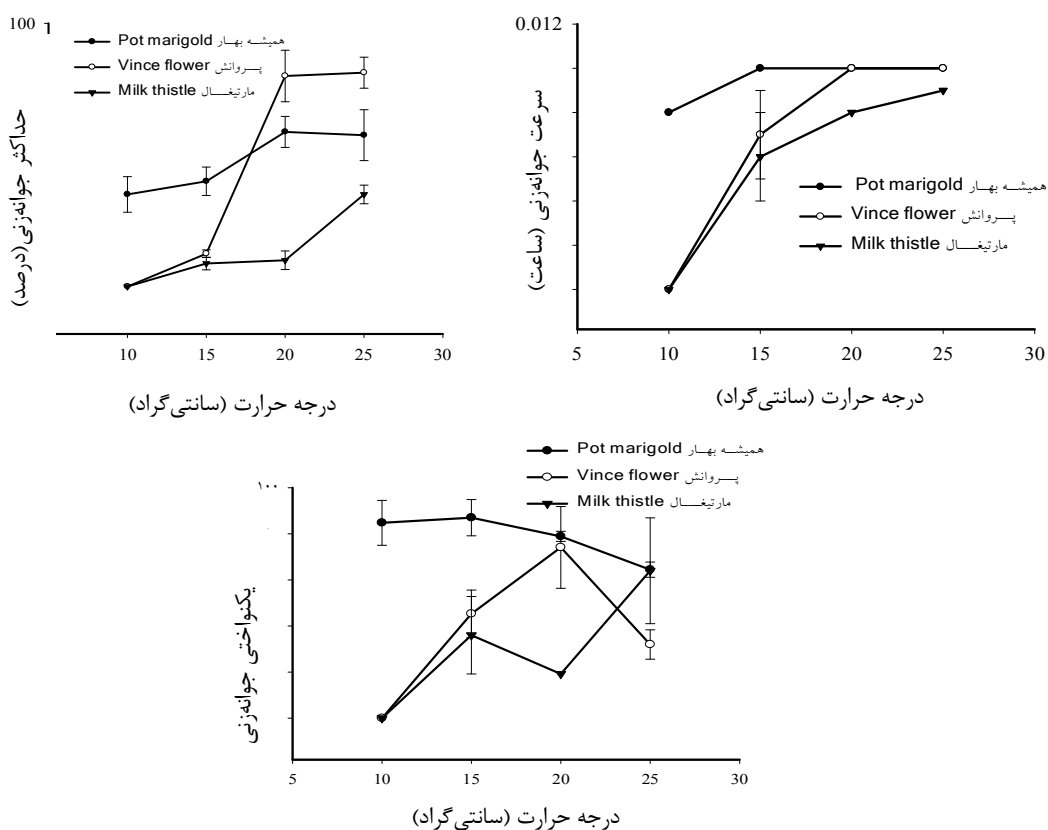 100
Pot marigold همیشه بهار
Vince flower پروانش
Milk thistle مارتیغال
حداکثر جوانه‌زنی (درصد)
10 15 20 25 30
درجه حرارت (سانتی‌گراد)
0.012
سرعت جوانه‌زنی (ساعت)
Pot marigold همیشه بهار
Vince flower پروانش
Milk thistle مارتیغال
5 10 15 20 25 30
درجه حرارت (سانتی‌گراد)
Pot marigold همیشه بهار
Vince flower پروانش
Milk thistle مارتیغال
۱۰۰
یکنواختی جوانه‌زنی
5 10 15 20 25 30
درجه حرارت (سانتی‌گراد)